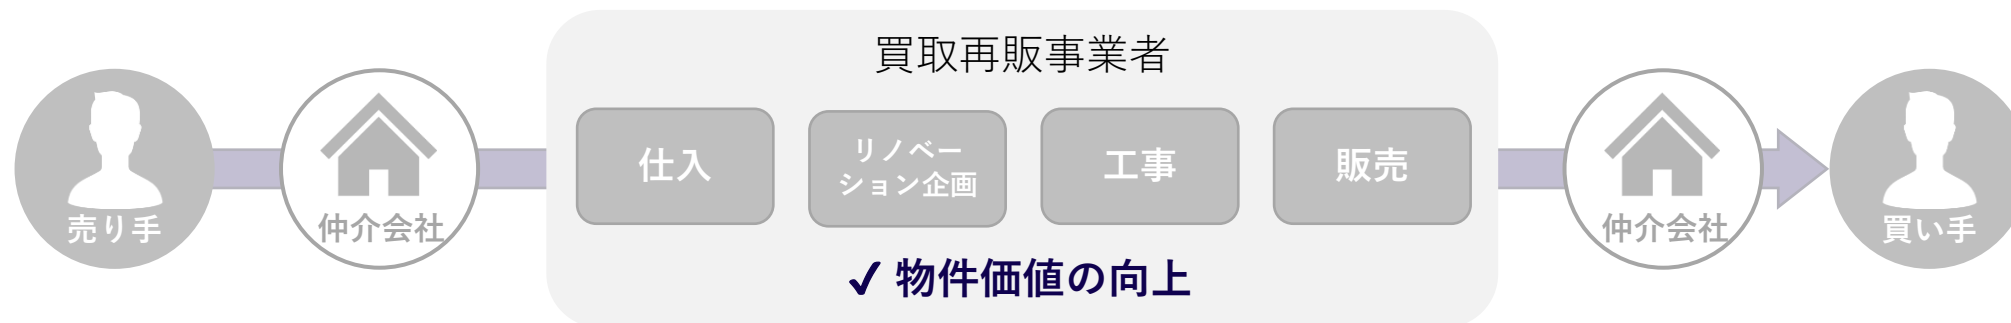 買取再販事業者
売り手
仲介会社
仕入
リノベー
ション企画
工事
販売
仲介会社
買い手
✓ 物件価値の向上